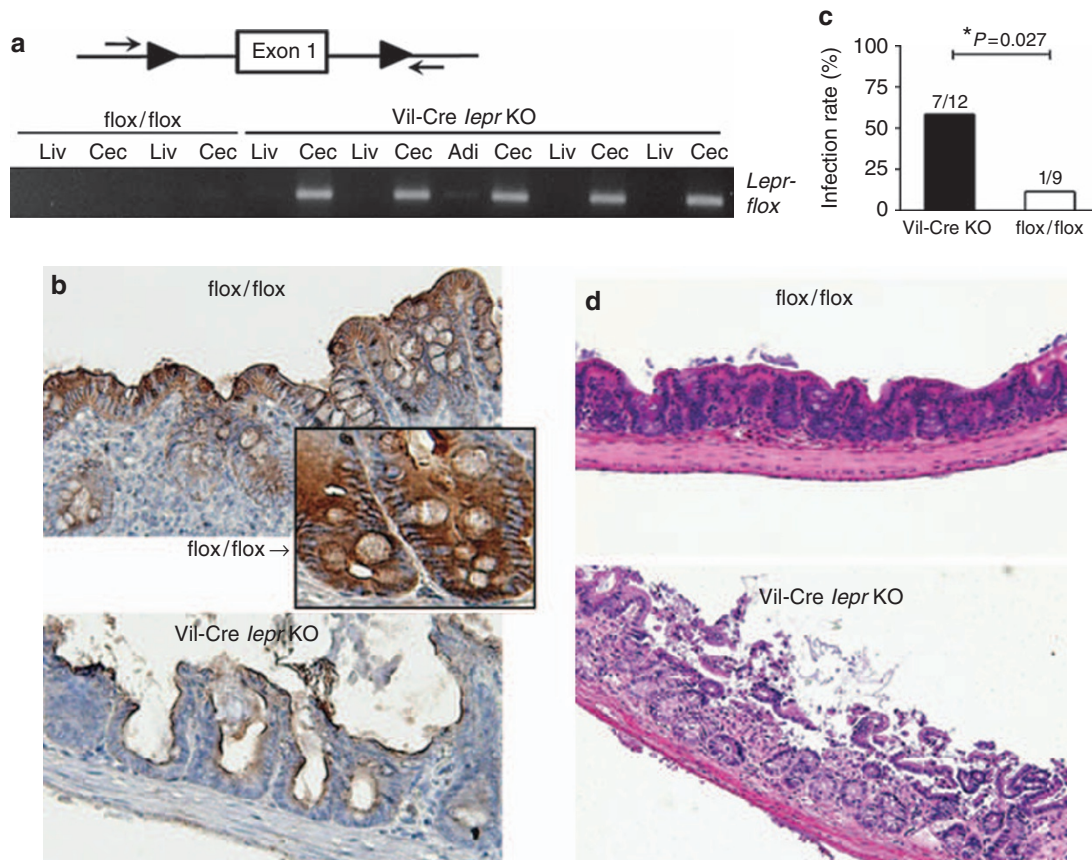 a
Exon 1
flox/flox Vil-Cre lepr KO
Liv Cec Liv Cec Liv Cec Liv Cec Adi Cec Liv Cec Liv Cec
Lepr-
flox
c
*P=0.027
Infection rate (%)
100
75
50
25
0
7/12
1/9
Vil-Cre KO flox/flox
b
flox/flox
flox/flox →
Vil-Cre lepr KO
d
flox/flox
Vil-Cre lepr KO